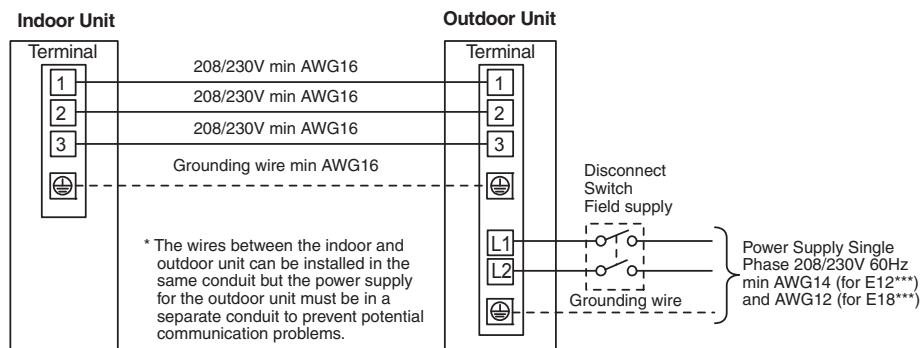 Indoor Unit
Outdoor Unit
Terminal
Terminal
1
208/230V min AWG16
1
2
208/230V min AWG16
2
3
208/230V min AWG16
3
Grounding wire min AWG16
Disconnect
Switch
Field supply
* The wires between the indoor and
outdoor unit can be installed in the
same conduit but the power supply
for the outdoor unit must be in a
separate conduit to prevent potential
communication problems.
L1
L2
Grounding wire
Power Supply Single
Phase 208/230V 60Hz
min AWG14 (for E12***)
and AWG12 (for E18***)